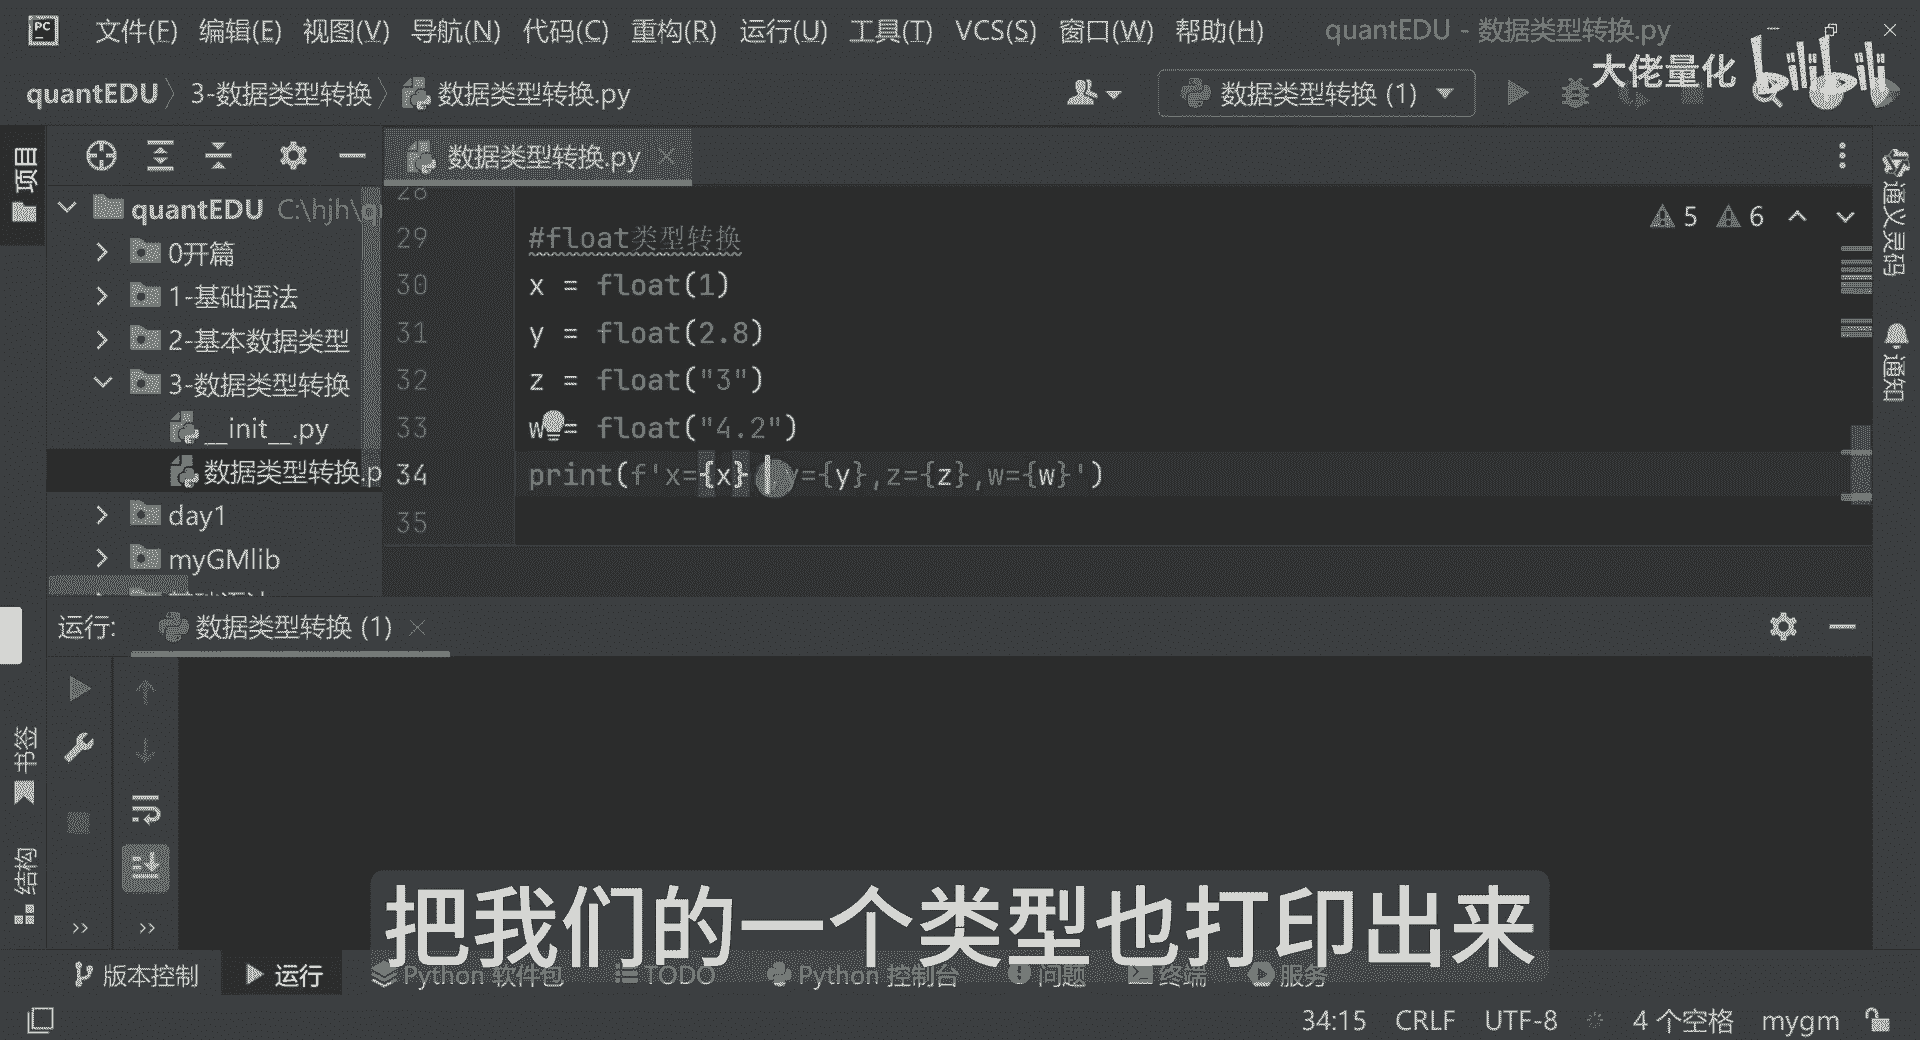 PC 文件(F) 编辑(E) 视图(V) 导航(N) 代码(C) 重构(R) 运行(U) 工具(T) VCS(S) 窗口(W) 帮助(H) quantEDU - 数据类型转换.py
大佬量化 bilibili
quantEDU 3-数据类型转换 数据类型转换.py 数据类型转换 (1)
项目
数据类型转换.py
通义灵码
通知
quantEDU C:\hjh\q
0开篇
1-基础语法
2-基本数据类型
3-数据类型转换
__init__.py
数据类型转换.p
day1
myGMlib
5 6
28
29 #float类型转换
30 x = float(1)
31 y = float(2.8)
32 z = float("3")
33 w = float("4.2")
34 print(f'x={x} ,y={y},z={z},w={w}')
35
运行: 数据类型转换 (1)
书签
结构
把我们的一个类型也打印出来
版本控制 运行 Python 软件包 TODO Python 控制台 问题 终端 服务
34:15 CRLF UTF-8 4 个空格 mygm